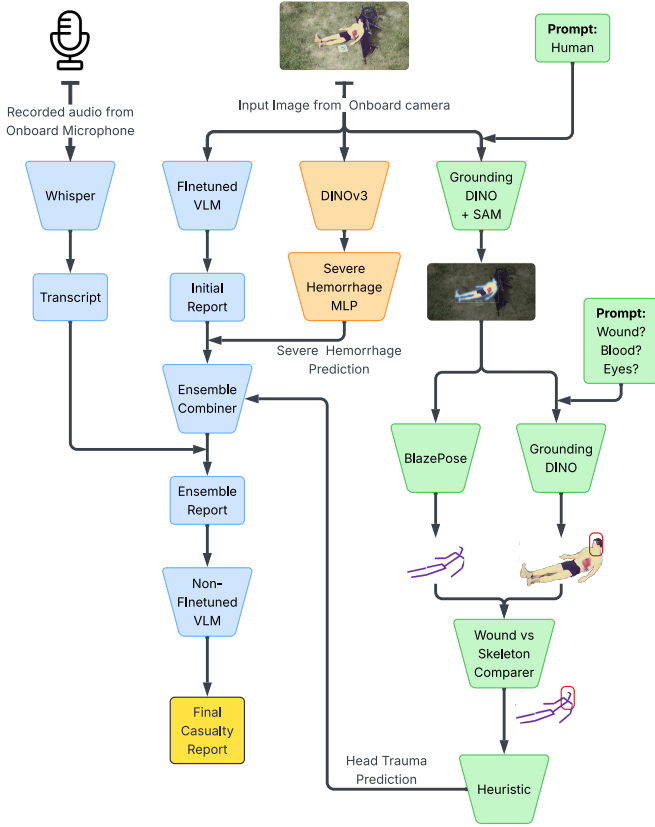 Prompt:
Human
Recorded audio from
Onboard Microphone
Input Image from Onboard camera
Whisper
FInetuned
VLM
DINOv3
Grounding
DINO
+ SAM
Transcript
Initial
Report
Severe
Hemorrhage
MLP
Prompt:
Wound?
Blood?
Eyes?
Severe Hemorrhage
Prediction
Ensemble
Combiner
BlazePose
Grounding
DINO
Ensemble
Report
Non-
FInetuned
VLM
Wound vs
Skeleton
Comparer
Final
Casualty
Report
Head Trauma
Prediction
Heuristic